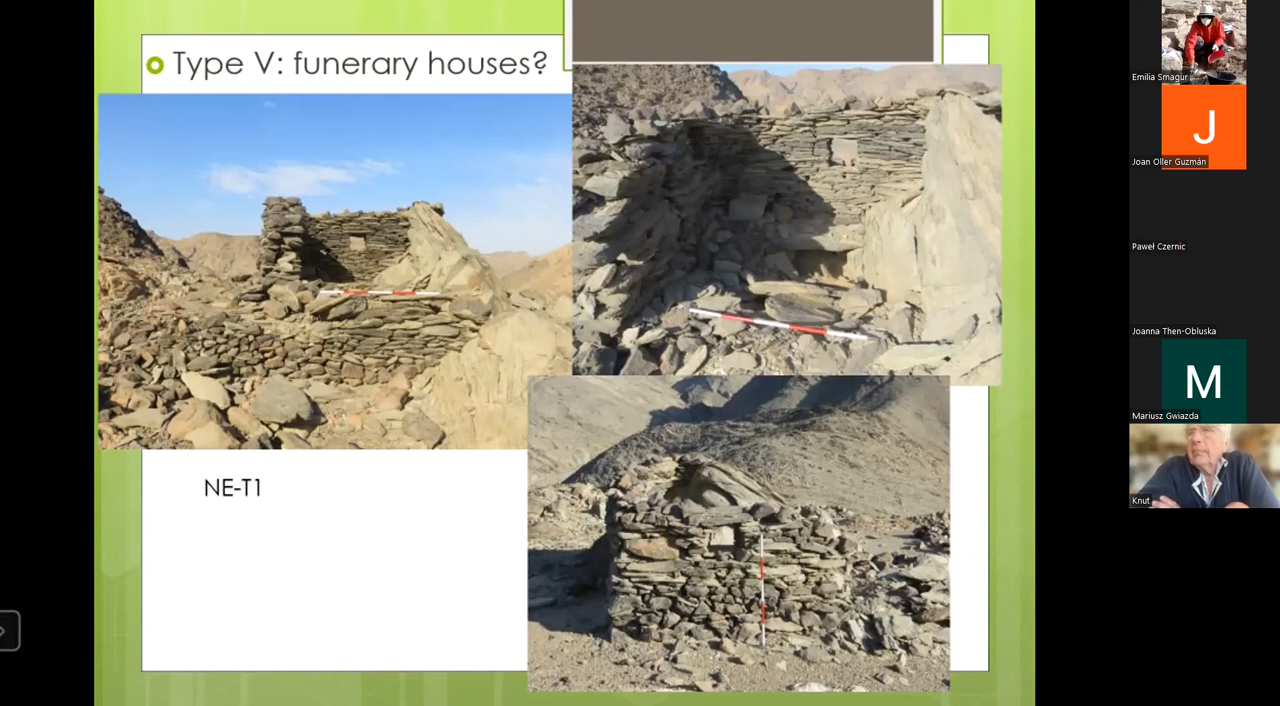 Type V: funerary houses?
NE-T1
Emilia Smagur
J
Joan Oller Guzmán
Paweł Czernic
Joanna Then-Obluska
M
Mariusz Gwiazda
Knut